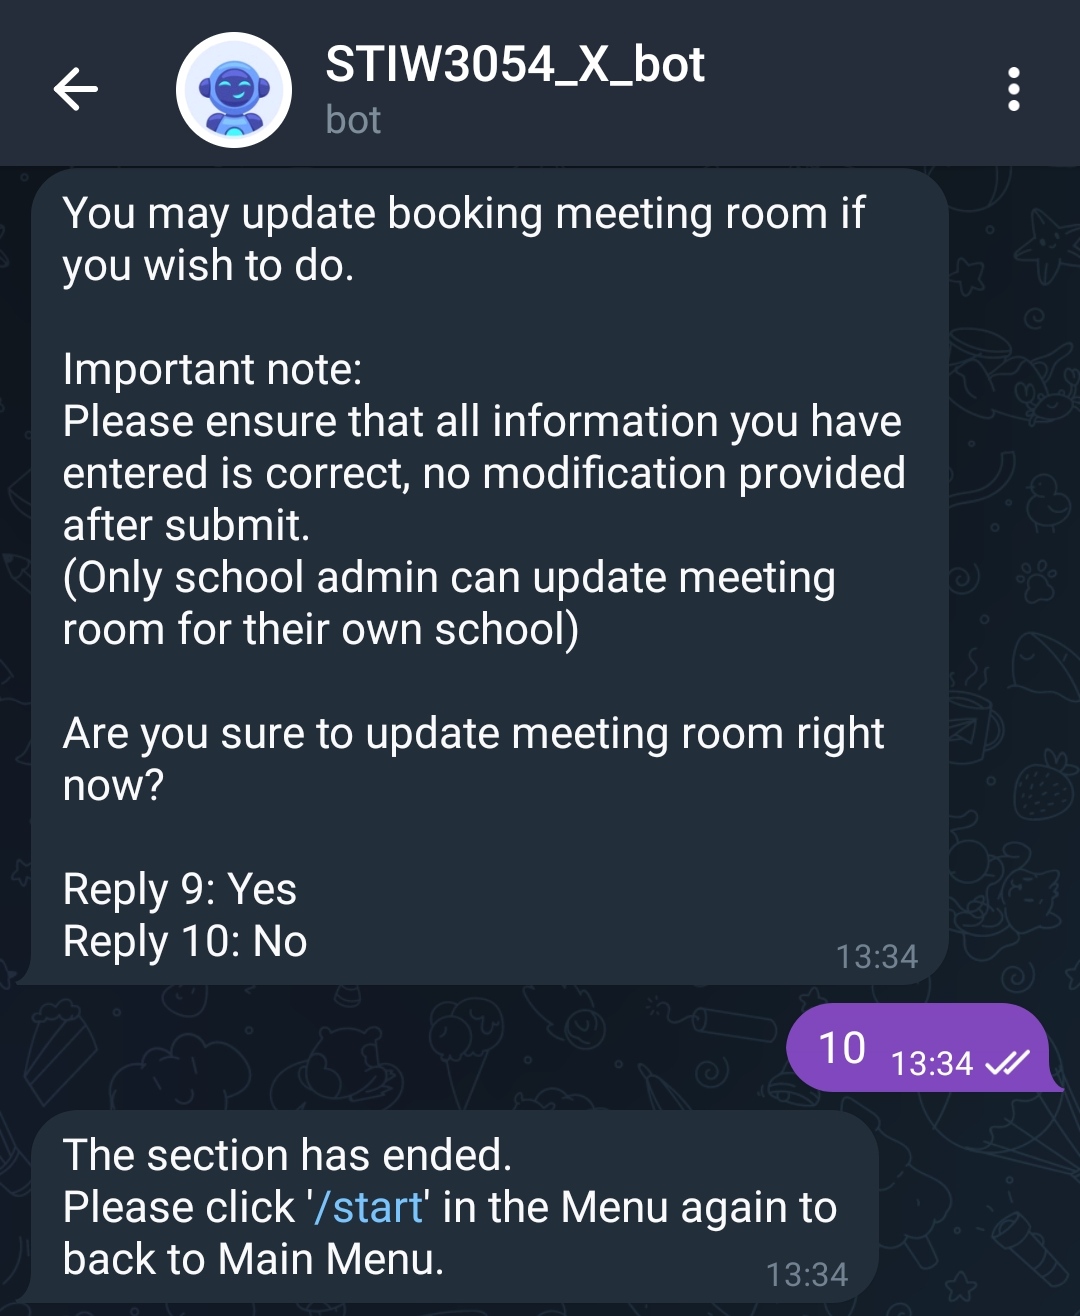 STIW3054_X_bot
bot
You may update booking meeting room if
you wish to do.
Important note:
Please ensure that all information you have
entered is correct, no modification provided
after submit.
(Only school admin can update meeting
room for their own school)
Are you sure to update meeting room right
now?
Reply 9: Yes
Reply 10: No
13:34
10 13:34
The section has ended.
Please click '/start' in the Menu again to
back to Main Menu.
13:34